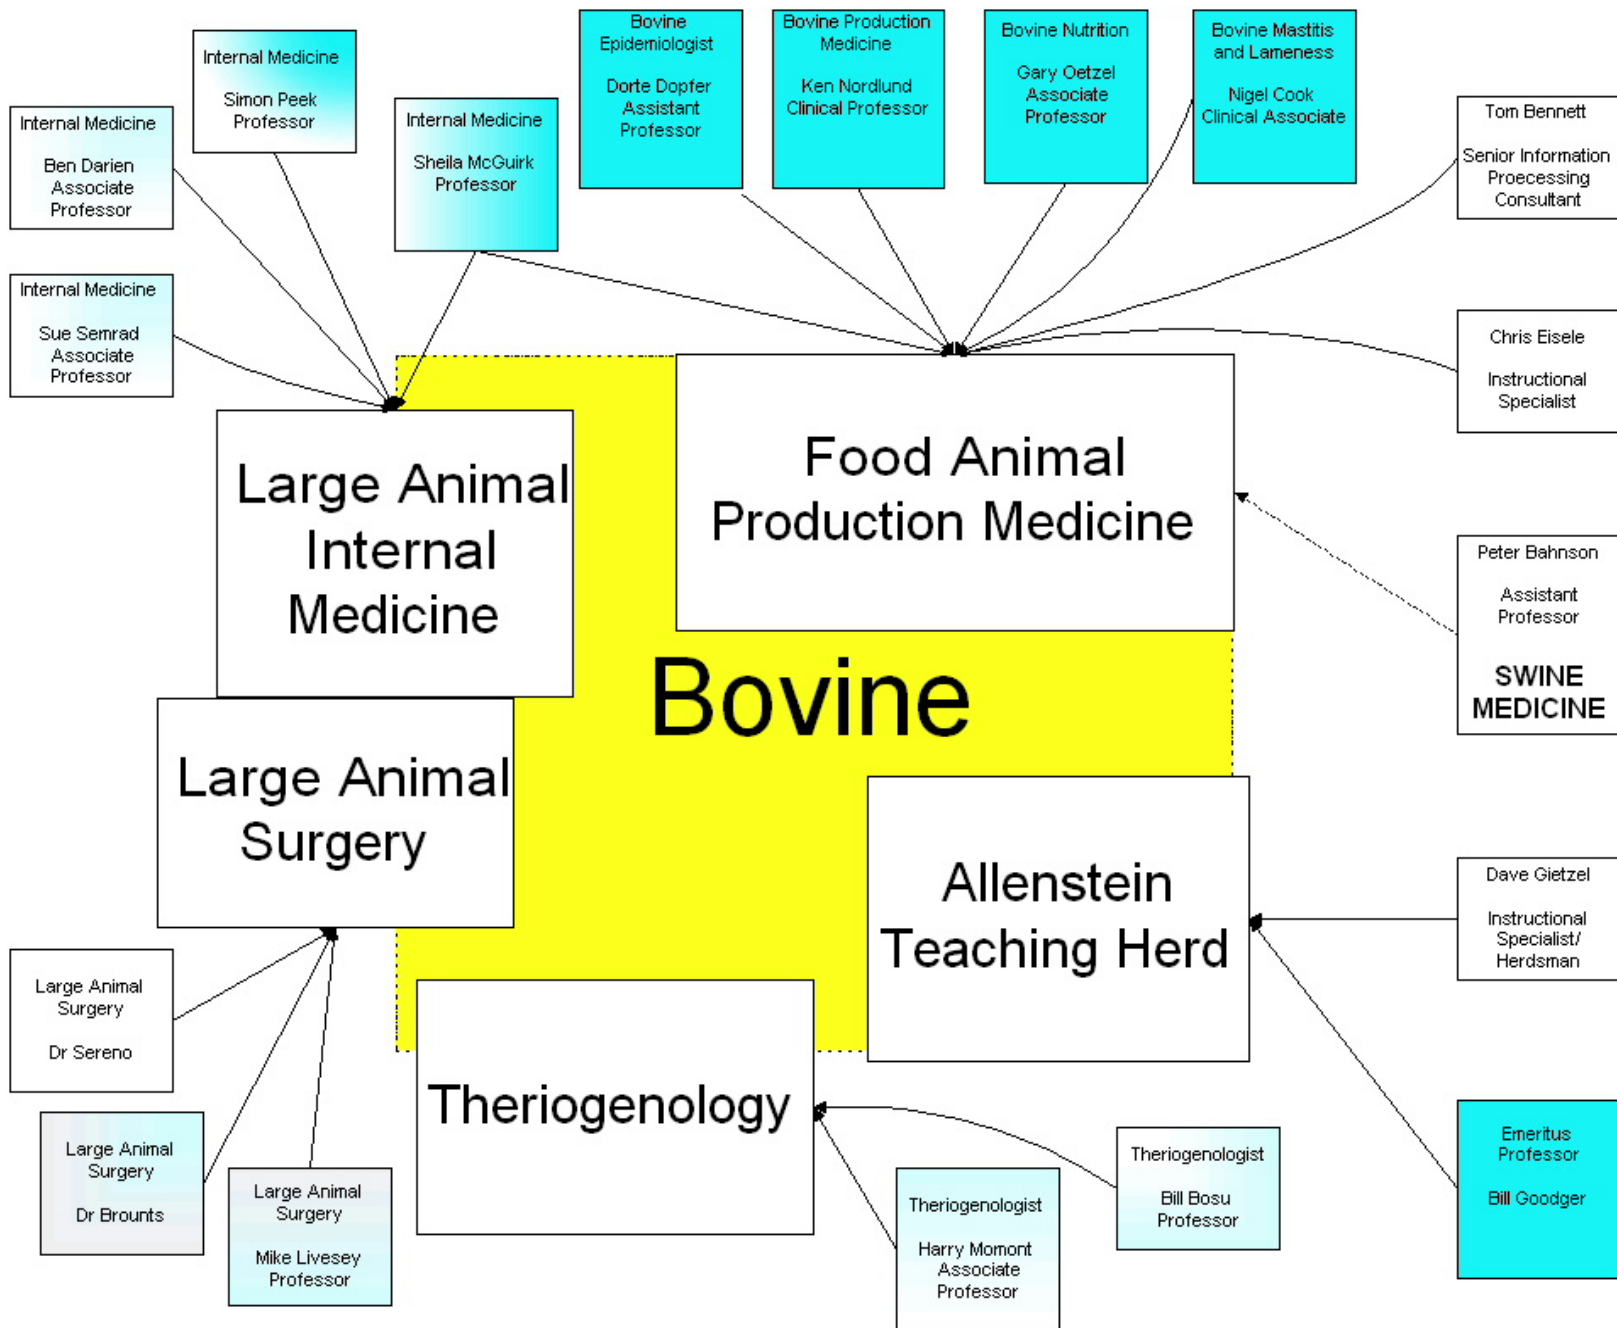 Bovine
Epidemiologist
Dorte Dopfer
Assistant
Professor
Bovine Production
Medicine
Ken Nordlund
Clinical Professor
Bovine Nutrition
Gary Oetzel
Associate
Professor
Bovine Mastitis
and Lameness
Nigel Cook
Clinical Associate
Internal Medicine
Simon Peek
Professor
Internal Medicine
Ben Darien
Associate
Professor
Internal Medicine
Sheila McGuirk
Professor
Tom Bennett
Senior Information
Proecessing
Consultant
Internal Medicine
Sue Semrad
Associate
Professor
Chris Eisele
Instructional
Specialist
Large Animal
Internal
Medicine
Food Animal
Production Medicine
Peter Bahnson
Assistant
Professor
SWINE
MEDICINE
Bovine
Large Animal
Surgery
Allenstein
Teaching Herd
Dave Gietzel
Instructional
Specialist/
Herdsman
Large Animal
Surgery
Dr Sereno
Theriogenology
Large Animal
Surgery
Dr Brounts
Large Animal
Surgery
Mike Livesey
Professor
Theriogenologist
Harry Momont
Associate
Professor
Theriogenologist
Bill Bosu
Professor
Emeritus
Professor
Bill Goodger